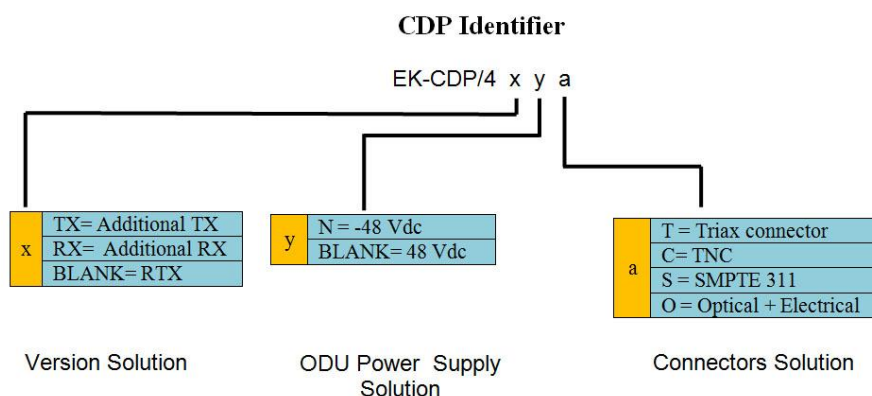 CDP Identifier
EK-CDP/4 x y a
x
TX= Additional TX
RX= Additional RX
BLANK= RTX
y
N = -48 Vdc
BLANK= 48 Vdc
a
T = Triax connector
C= TNC
S = SMPTE 311
O = Optical + Electrical
Version Solution
ODU Power Supply
Solution
Connectors Solution